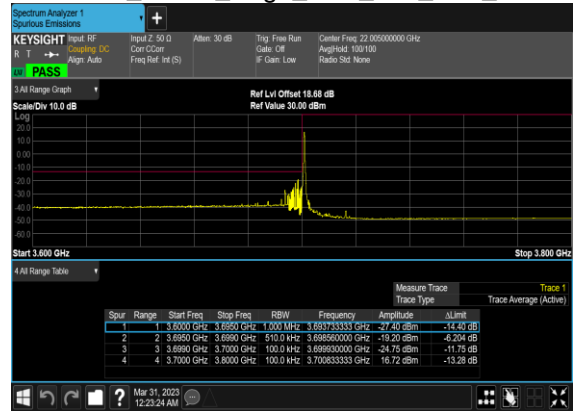 Spectrum Analyzer 1
Spurious Emissions
KEYSIGHT Input: RF Input Z: 50 Ω Atten: 30 dB Trig: Free Run Center Freq: 22.005000000 GHz
R T Coupling: DC Corr CCorr Gate: Off Avg|Hold: 100/100
Align: Auto Freq Ref: Int (S) IF Gain: Low Radio Std: None
PASS
3 All Range Graph
Ref Lvl Offset 18.68 dB
Scale/Div 10.0 dB Ref Value 30.00 dBm
Log
20.0
10.0
0.00
-10.0
-20.0
-30.0
-40.0
-50.0
-60.0
Start 3.600 GHz Stop 3.800 GHz
4 All Range Table
Measure Trace Trace 1
Trace Type Trace Average (Active)
Spur Range Start Freq Stop Freq RBW Frequency Amplitude ΔLimit
1 1 3.6000 GHz 3.6950 GHz 1.000 MHz 3.693733333 GHz -27.40 dBm -14.40 dB
2 2 3.6950 GHz 3.6990 GHz 510.0 kHz 3.698560000 GHz -19.20 dBm -6.204 dB
3 3 3.6990 GHz 3.7000 GHz 100.0 kHz 3.699930000 GHz -24.75 dBm -11.75 dB
4 4 3.7000 GHz 3.8000 GHz 100.0 kHz 3.700833333 GHz 16.72 dBm -13.28 dB
? Mar 31, 2023
12:23:24 AM